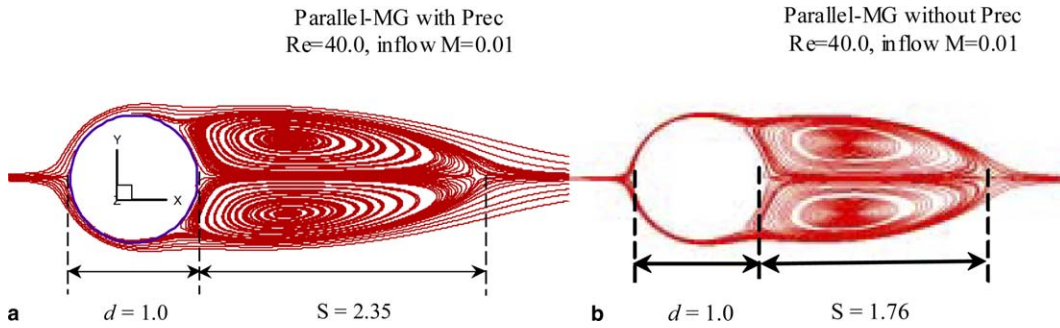 Parallel-MG with Prec
Re=40.0, inflow M=0.01
Y
Z
X
a
d = 1.0
S = 2.35
Parallel-MG without Prec
Re=40.0, inflow M=0.01
b
d = 1.0
S = 1.76